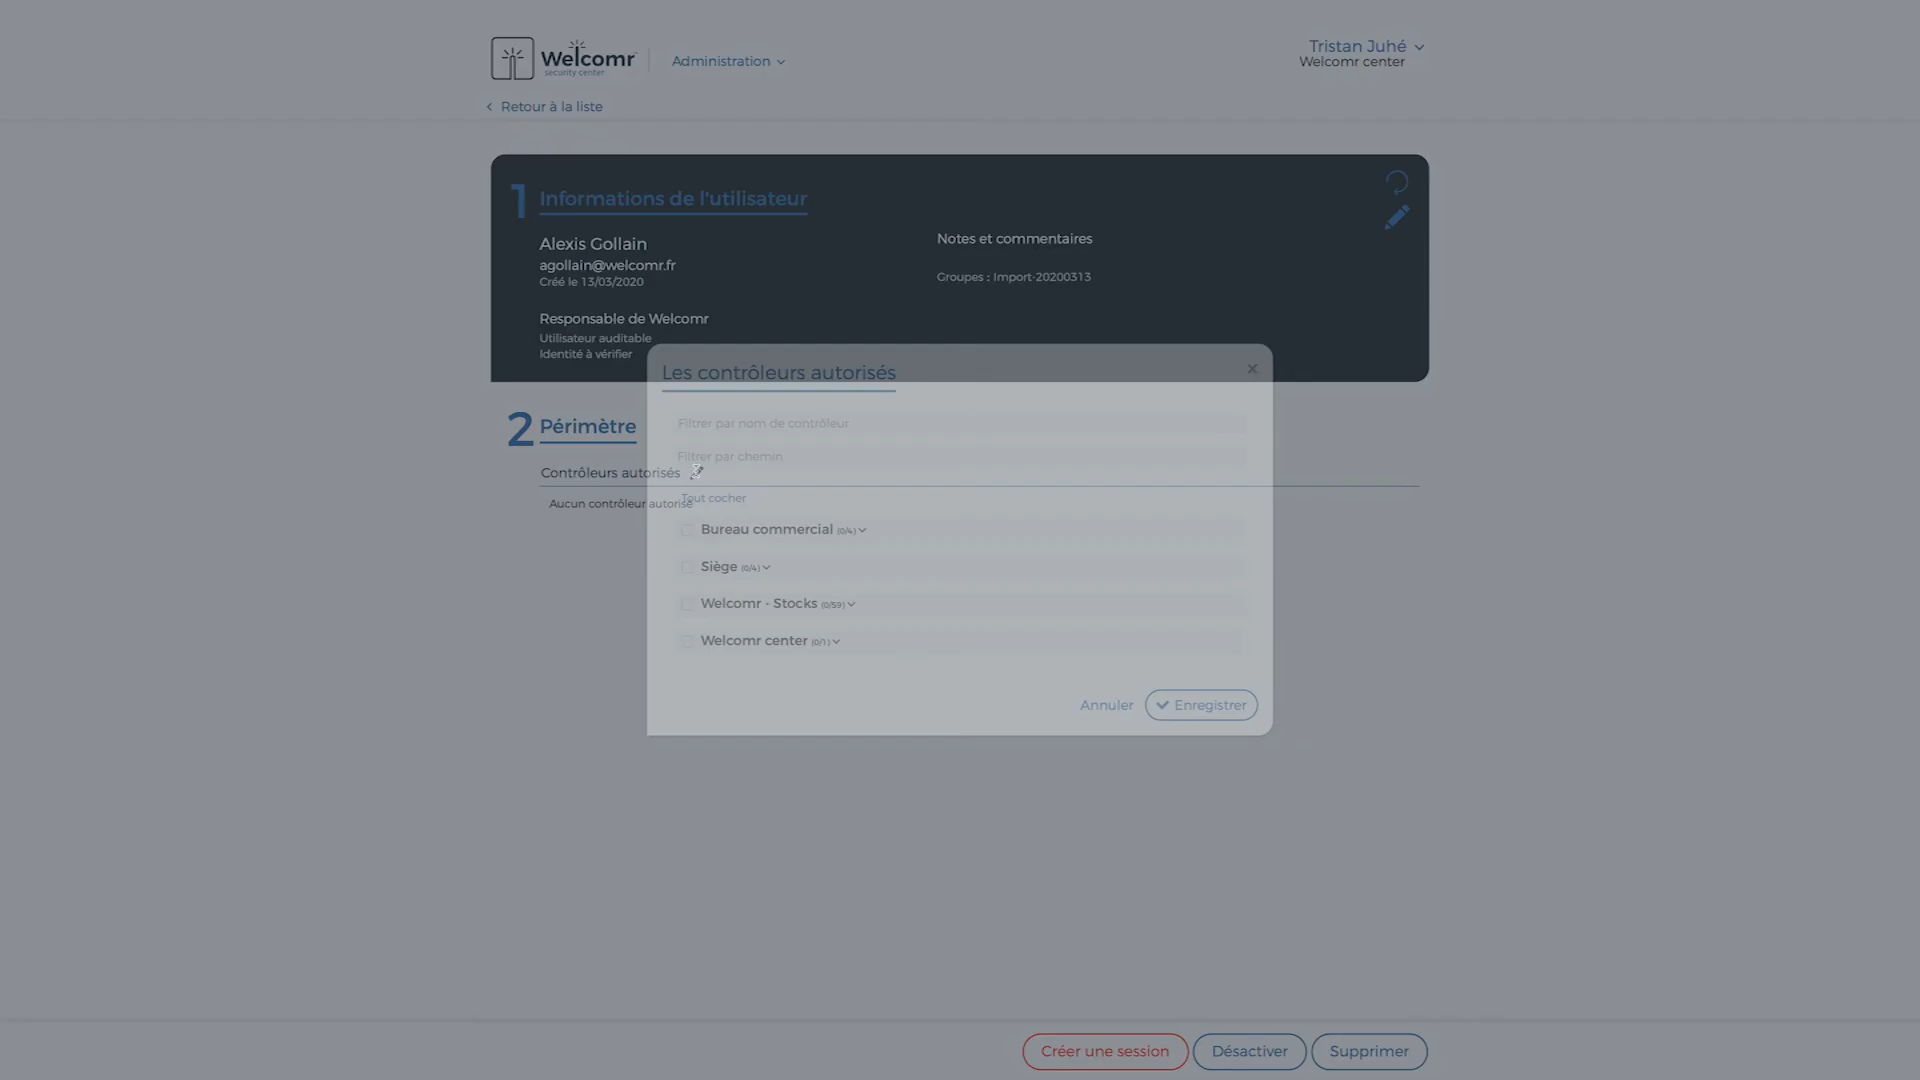 Welcomr
security center
Administration
Tristan Juhé
Welcomr center
Retour à la liste
1 Informations de l'utilisateur
Alexis Gollain
agollain@welcomr.fr
Créé le 13/03/2020
Notes et commentaires
Groupes : Import-20200313
Responsable de Welcomr
Utilisateur auditable
Identité à vérifier
2 Périmètre
Contrôleurs autorisés
Aucun contrôleur autorisé
Les contrôleurs autorisés
×
Filtrer par nom de contrôleur
Filtrer par chemin
Tout cocher
Bureau commercial (0/4)
Siège (0/4)
Welcomr - Stocks (0/59)
Welcomr center (0/1)
Annuler
Enregistrer
Créer une session
Désactiver
Supprimer